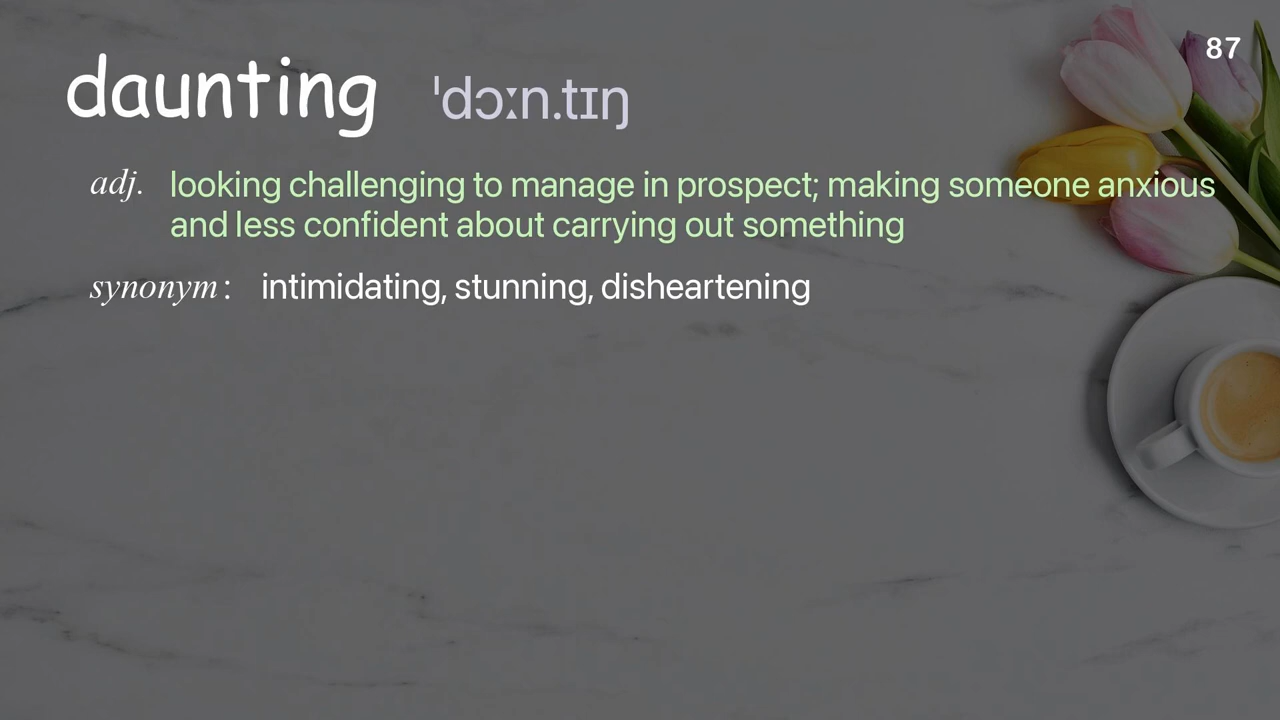 87
daunting ˈdɔːn.tɪŋ
adj. looking challenging to manage in prospect; making someone anxious
and less confident about carrying out something
synonym: intimidating, stunning, disheartening